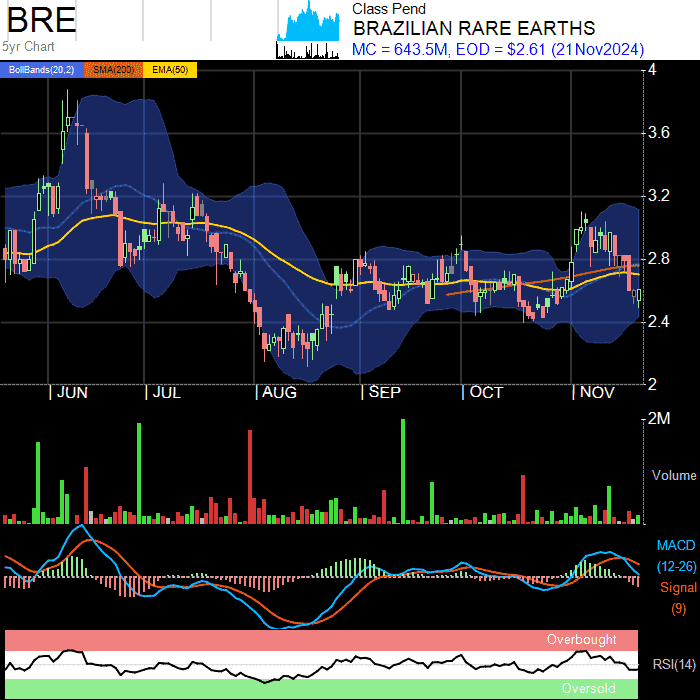 BRE
5yr Chart
Class Pend
BRAZILIAN RARE EARTHS
MC = 643.5M, EOD = $2.61 (21Nov2024)
BollBands(20,2) SMA(200) EMA(50)
4
3.6
3.2
2.8
2.4
2
JUN JUL AUG SEP OCT NOV
2M
Volume
MACD
(12-26)
Signal
(9)
Overbought
RSI(14)
Oversold